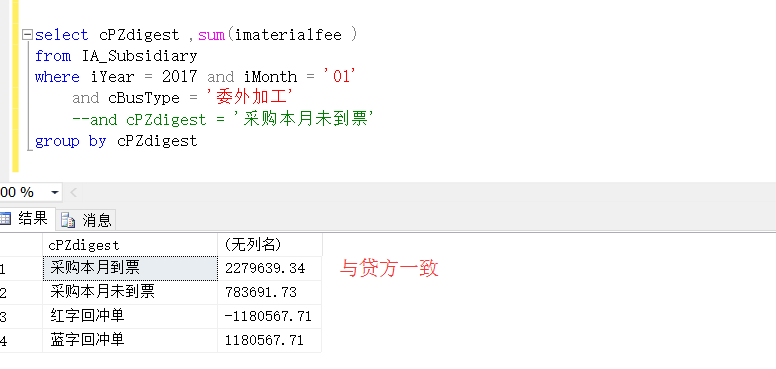 select cPZdigest ,sum(imaterialfee )
from IA_Subsidiary
where iYear = 2017 and iMonth = '01'
and cBusType = '委外加工'
--and cPZdigest = '采购本月未到票'
group by cPZdigest
00 %
结果 消息
cPZdigest (无列名)
1 采购本月到票 2279639.34 与贷方一致
2 采购本月未到票 783691.73
3 红字回冲单 -1180567.71
4 蓝字回冲单 1180567.71